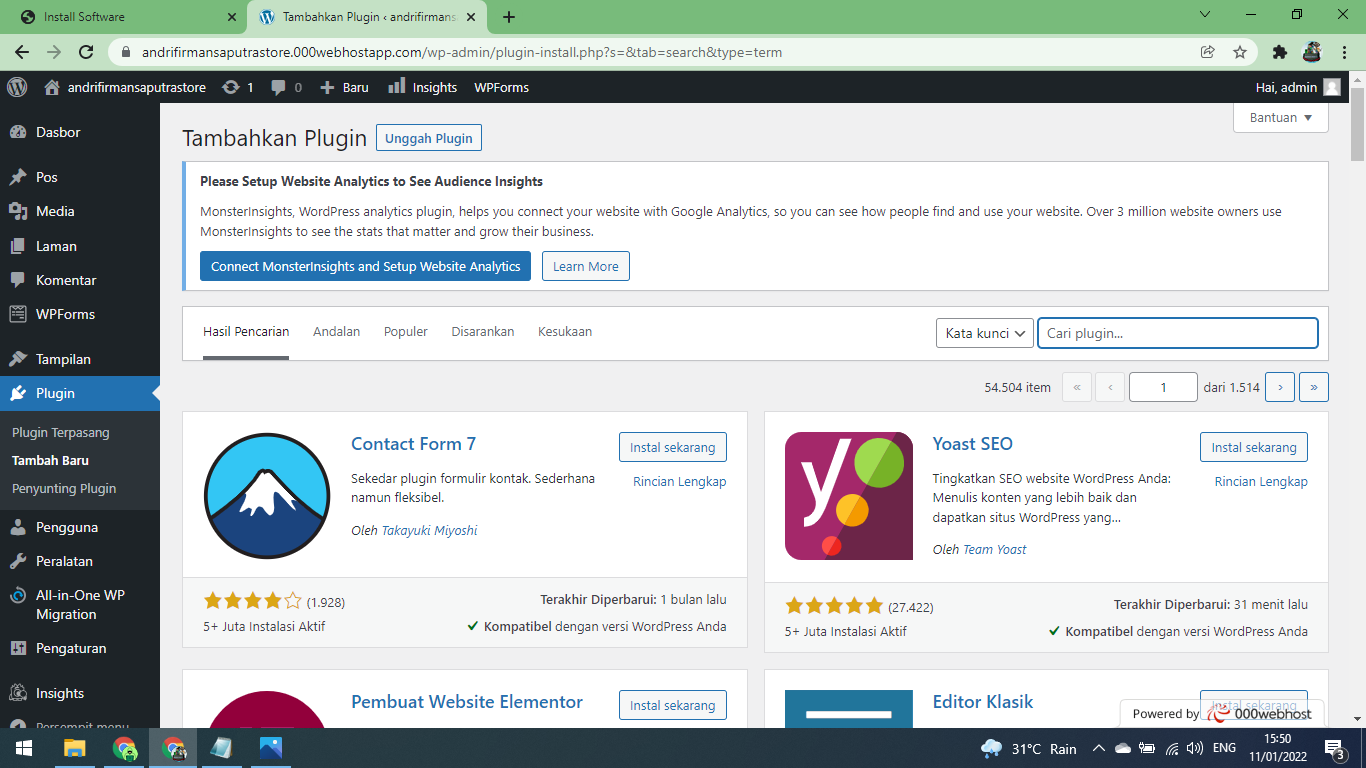 Install Software
Tambahkan Plugin ‹ andrifirmans
andrifirmansaputrastore.000webhostapp.com/wp-admin/plugin-install.php?s=&tab=search&type=term
andrifirmansaputrastore
1
0
Baru
Insights
WPForms
Hai, admin
Dasbor
Pos
Media
Laman
Komentar
WPForms
Tampilan
Plugin
Plugin Terpasang
Tambah Baru
Penyunting Plugin
Pengguna
Peralatan
All-in-One WP
Migration
Pengaturan
Insights
Persempit menu
Bantuan
Tambahkan Plugin
Unggah Plugin
Please Setup Website Analytics to See Audience Insights
MonsterInsights, WordPress analytics plugin, helps you connect your website with Google Analytics, so you can see how people find and use your website. Over 3 million website owners use
MonsterInsights to see the stats that matter and grow their business.
Connect MonsterInsights and Setup Website Analytics
Learn More
Hasil Pencarian
Andalan
Populer
Disarankan
Kesukaan
Kata kunci
Cari plugin...
54.504 item
«
‹
1
dari 1.514
›
»
Contact Form 7
Instal sekarang
Rincian Lengkap
Sekedar plugin formulir kontak. Sederhana
namun fleksibel.
Oleh Takayuki Miyoshi
(1.928)
5+ Juta Instalasi Aktif
Terakhir Diperbarui: 1 bulan lalu
Kompatibel dengan versi WordPress Anda
y
Yoast SEO
Instal sekarang
Rincian Lengkap
Tingkatkan SEO website WordPress Anda:
Menulis konten yang lebih baik dan
dapatkan situs WordPress yang...
Oleh Team Yoast
(27.422)
5+ Juta Instalasi Aktif
Terakhir Diperbarui: 31 menit lalu
Kompatibel dengan versi WordPress Anda
Pembuat Website Elementor
Instal sekarang
Editor Klasik
Instal sekarang
Powered by 000webhost
31°C Rain
ENG
15:50
11/01/2022
3